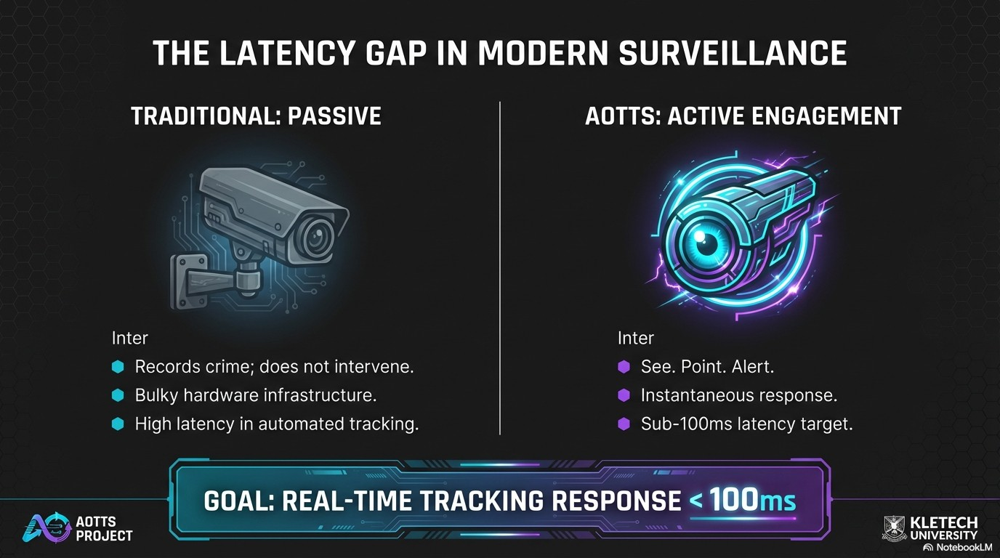 THE LATENCY GAP IN MODERN SURVEILLANCE
TRADITIONAL: PASSIVE
Inter
Records crime; does not intervene.
Bulky hardware infrastructure.
High latency in automated tracking.
AOTTS: ACTIVE ENGAGEMENT
Inter
See. Point. Alert.
Instantaneous response.
Sub-100ms latency target.
GOAL: REAL-TIME TRACKING RESPONSE < 100ms
AOTTS
PROJECT
KLETECH
UNIVERSITY
NotebookLM